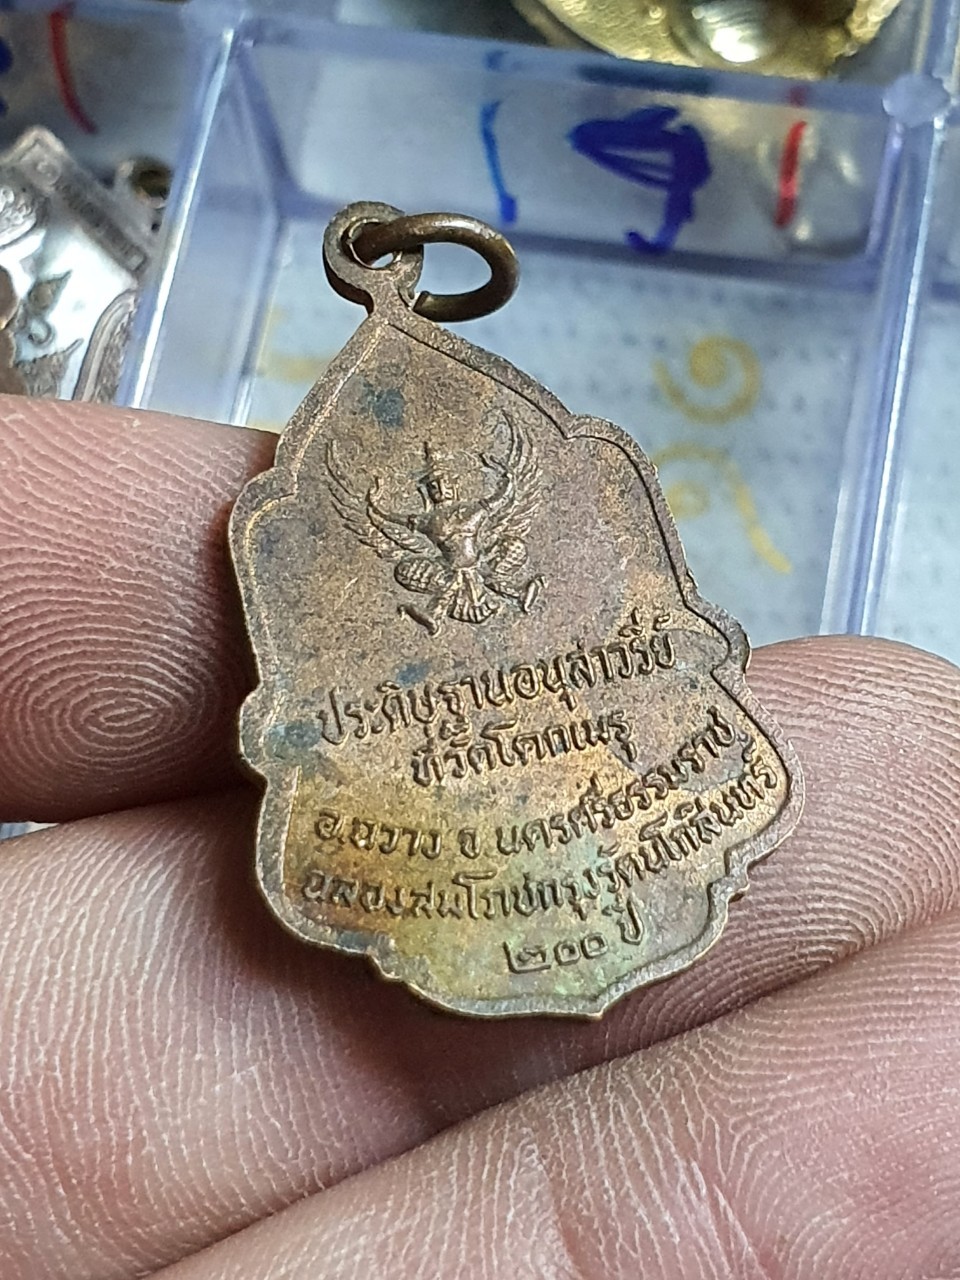 ประดิษฐานอนุสาวรีย์
ที่วัดโคกเมรุ
อ.ฉวาง จ.นครศรีธรรมราช
ฉลองสมโภชกรุงรัตนโกสินทร์
๒๐๐ ปี